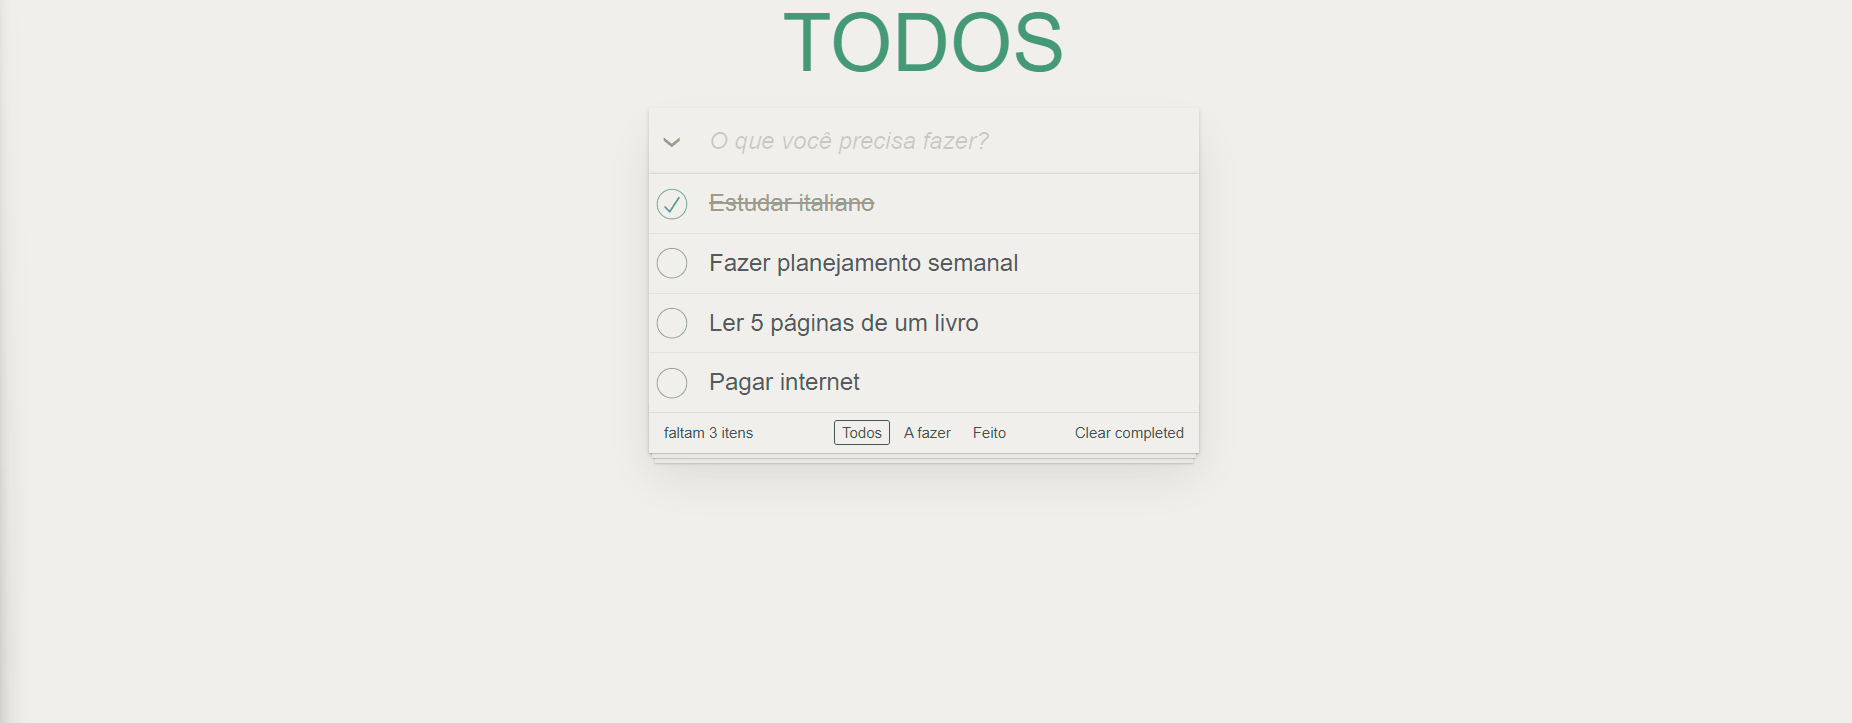 TODOS
O que você precisa fazer?
Estudar italiano
Fazer planejamento semanal
Ler 5 páginas de um livro
Pagar internet
faltam 3 itens Todos A fazer Feito Clear completed